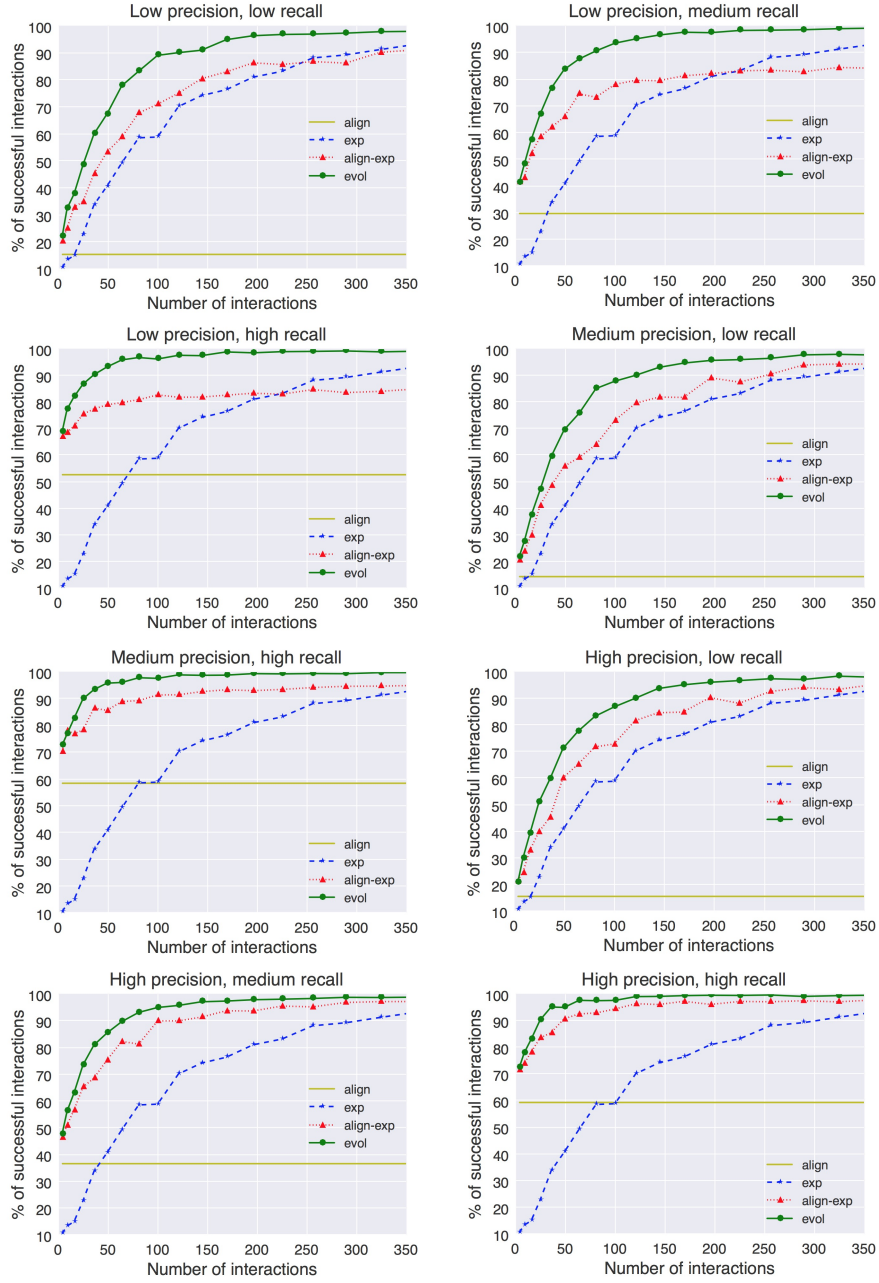 Low precision, low recall
% of successful interactions
100
90
80
70
60
50
40
30
20
10
align
exp
align-exp
evol
0 50 100 150 200 250 300 350
Number of interactions
Low precision, medium recall
% of successful interactions
100
90
80
70
60
50
40
30
20
10
align
exp
align-exp
evol
0 50 100 150 200 250 300 350
Number of interactions
Low precision, high recall
% of successful interactions
100
90
80
70
60
50
40
30
20
10
align
exp
align-exp
evol
0 50 100 150 200 250 300 350
Number of interactions
Medium precision, low recall
% of successful interactions
100
90
80
70
60
50
40
30
20
10
align
exp
align-exp
evol
0 50 100 150 200 250 300 350
Number of interactions
Medium precision, high recall
% of successful interactions
100
90
80
70
60
50
40
30
20
10
align
exp
align-exp
evol
0 50 100 150 200 250 300 350
Number of interactions
High precision, low recall
% of successful interactions
100
90
80
70
60
50
40
30
20
10
align
exp
align-exp
evol
0 50 100 150 200 250 300 350
Number of interactions
High precision, medium recall
% of successful interactions
100
90
80
70
60
50
40
30
20
10
align
exp
align-exp
evol
0 50 100 150 200 250 300 350
Number of interactions
High precision, high recall
% of successful interactions
100
90
80
70
60
50
40
30
20
10
align
exp
align-exp
evol
0 50 100 150 200 250 300 350
Number of interactions